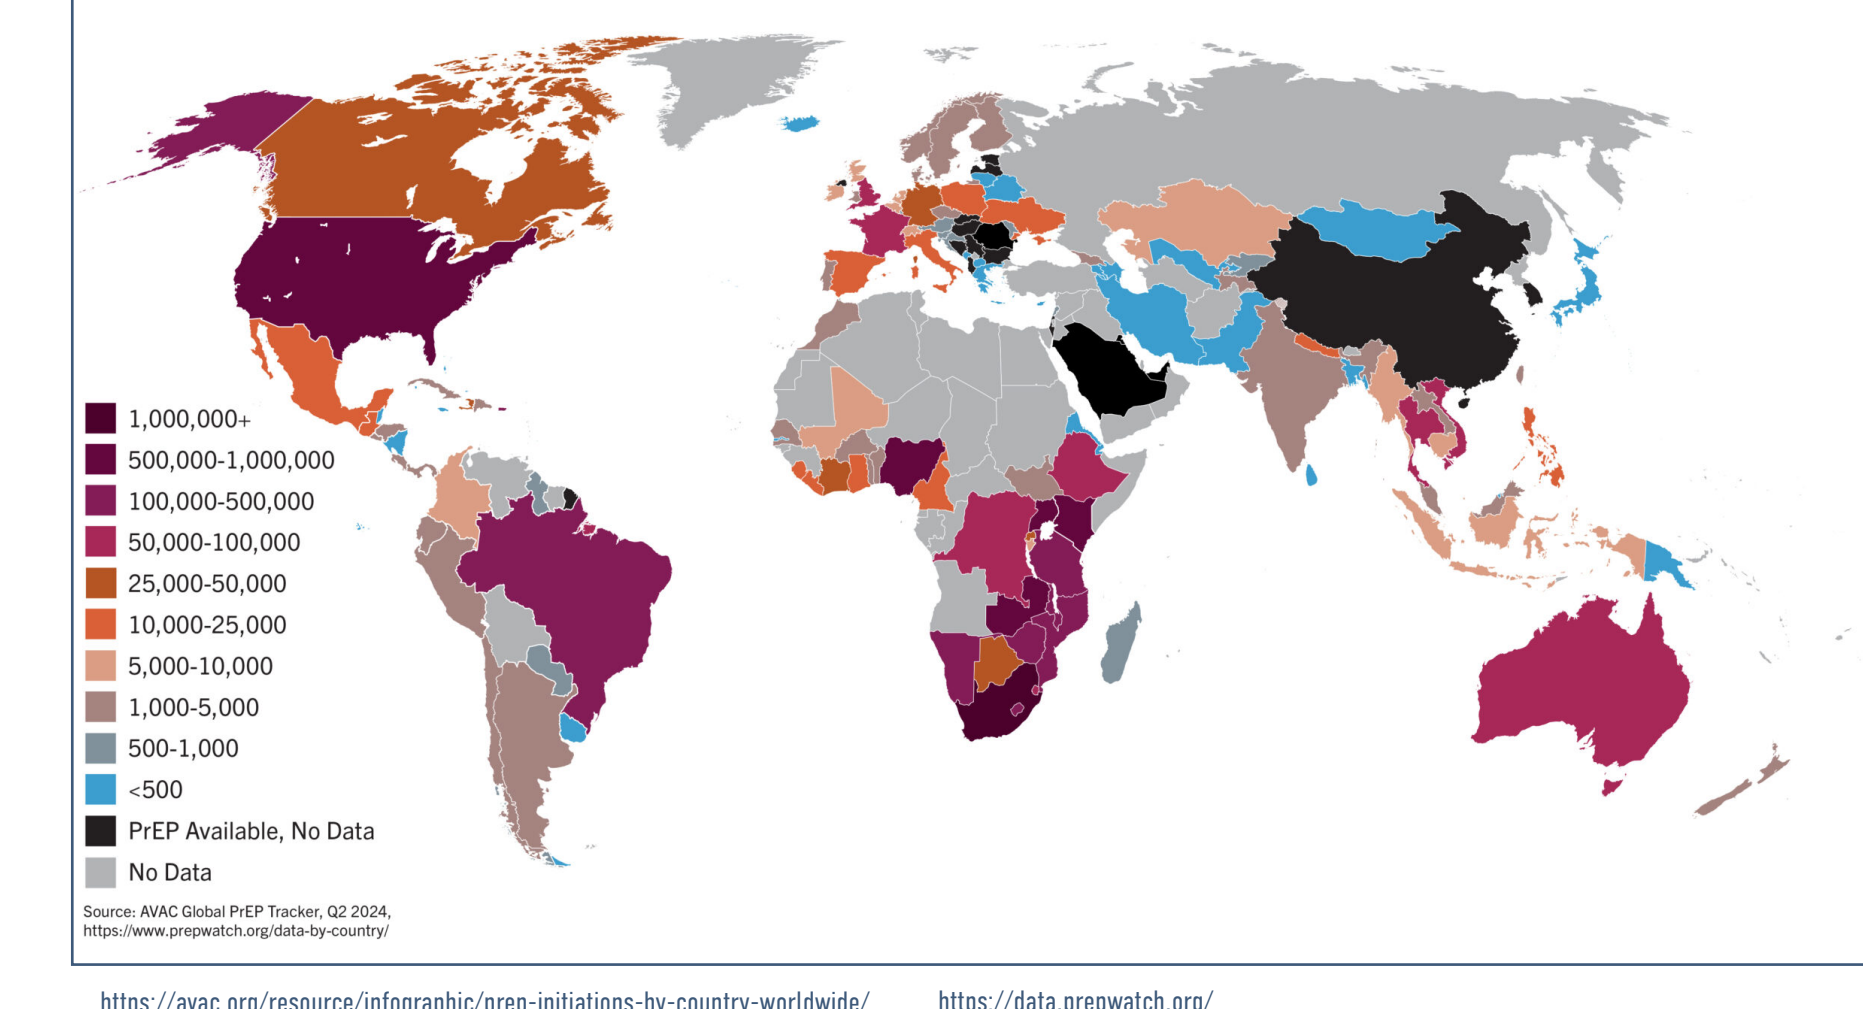 1,000,000+
500,000-1,000,000
100,000-500,000
50,000-100,000
25,000-50,000
10,000-25,000
5,000-10,000
1,000-5,000
500-1,000
<500
PrEP Available, No Data
No Data
Source: AVAC Global PrEP Tracker, Q2 2024,
https://www.prepwatch.org/data-by-country/
https://avac.org/resource/infographic/prep-initiations-by-country-worldwide/
https://data.prepwatch.org/